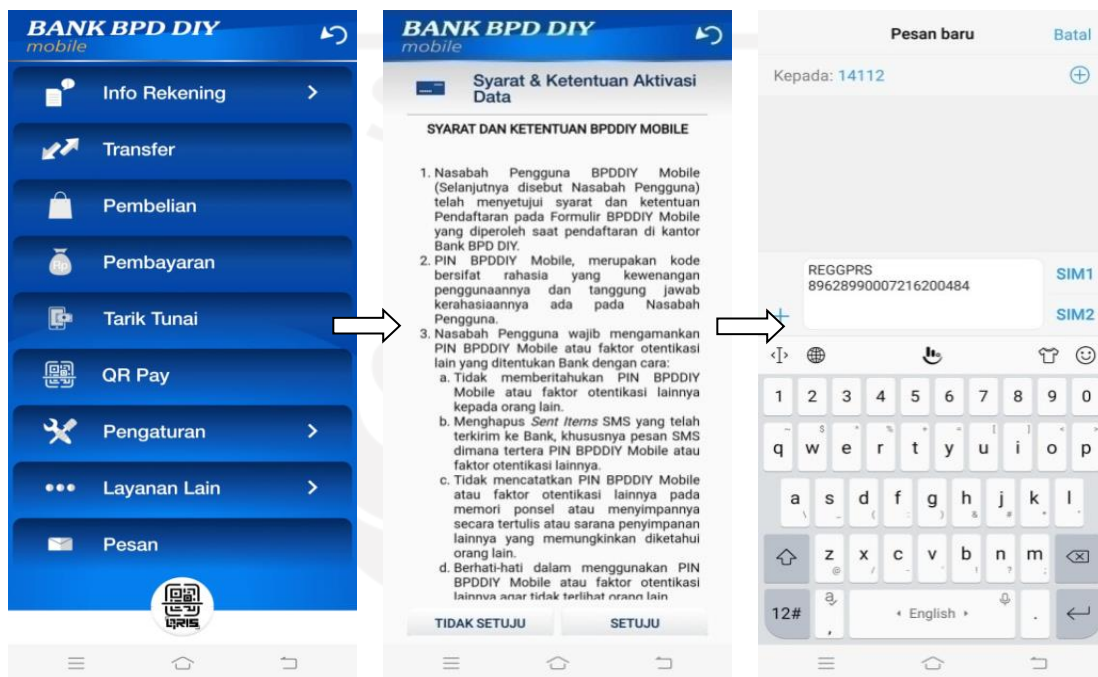 BANK BPD DIY
mobile
Info Rekening
Transfer
Pembelian
Rp
Pembayaran
Tarik Tunai
QR Pay
Pengaturan
Layanan Lain
Pesan
QRIS
BANK BPD DIY
mobile
Syarat & Ketentuan Aktivasi
Data
SYARAT DAN KETENTUAN BPDDIY MOBILE
1. Nasabah Pengguna BPDDIY Mobile
(Selanjutnya disebut Nasabah Pengguna)
telah menyetujui syarat dan ketentuan
Pendaftaran pada Formulir BPDDIY Mobile
yang diperoleh saat pendaftaran di kantor
Bank BPD DIY.
2. PIN BPDDIY Mobile, merupakan kode
bersifat rahasia yang kewenangan
penggunaannya dan tanggung jawab
kerahasiaannya ada pada Nasabah
Pengguna.
3. Nasabah Pengguna wajib mengamankan
PIN BPDDIY Mobile atau faktor otentikasi
lain yang ditentukan Bank dengan cara:
a. Tidak memberitahukan PIN BPDDIY
Mobile atau faktor otentikasi lainnya
kepada orang lain.
b. Menghapus Sent Items SMS yang telah
terkirim ke Bank, khususnya pesan SMS
dimana tertera PIN BPDDIY Mobile atau
faktor otentikasi lainnya.
c. Tidak mencatatkan PIN BPDDIY Mobile
atau faktor otentikasi lainnya pada
memori ponsel atau menyimpannya
secara tertulis atau sarana penyimpanan
lainnya yang memungkinkan diketahui
orang lain.
d. Berhati-hati dalam menggunakan PIN
BPDDIY Mobile atau faktor otentikasi
lainnya agar tidak terlihat orang lain
TIDAK SETUJU SETUJU
Pesan baru Batal
Kepada: 14112
REGGPRS
89628990007216200484
SIM1
SIM2
1 2 3 4 5 6 7 8 9 0
q w e r t y u i o p
a s d f g h j k l
z x c v b n m
12# , English .